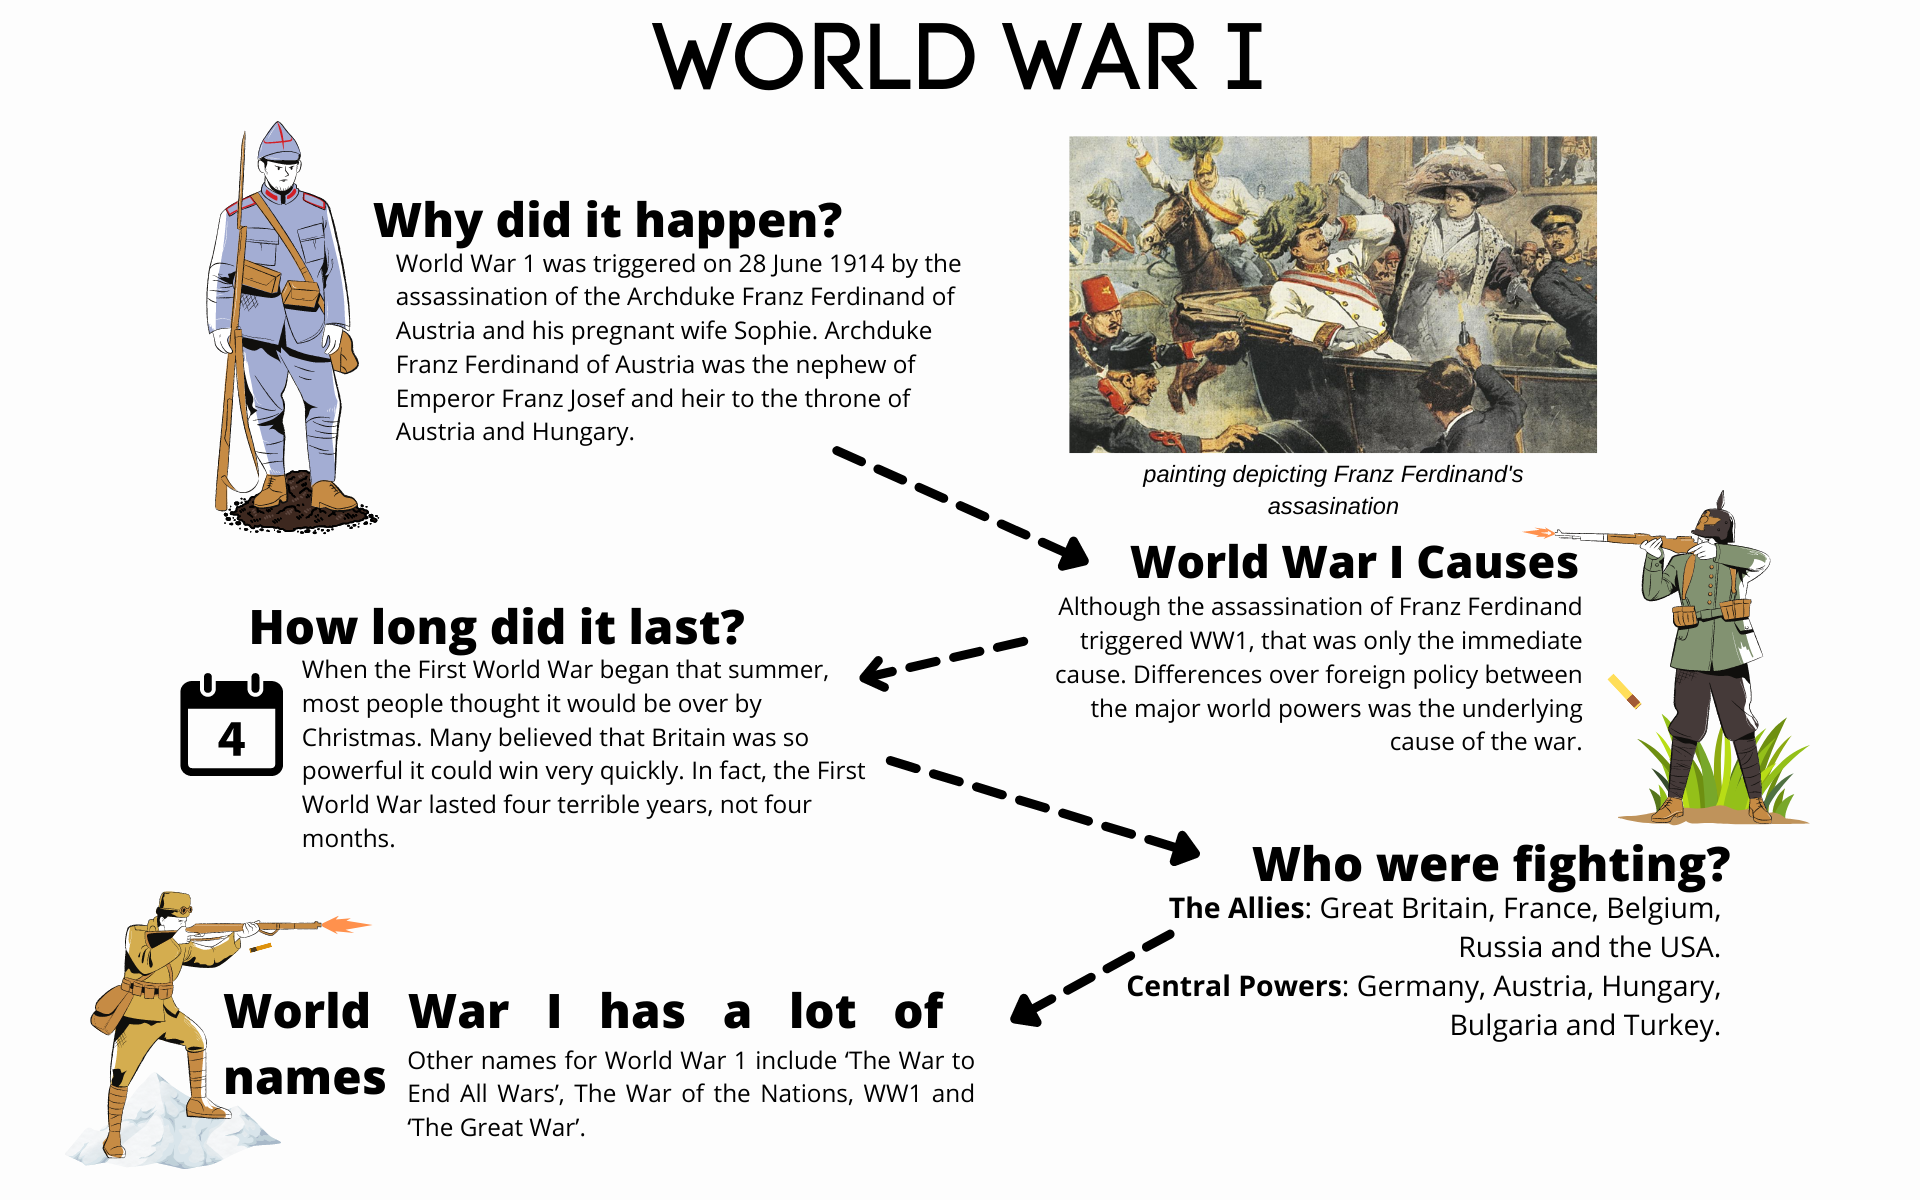 WORLD WAR I
Why did it happen?
World War 1 was triggered on 28 June 1914 by the
assassination of the Archduke Franz Ferdinand of
Austria and his pregnant wife Sophie. Archduke
Franz Ferdinand of Austria was the nephew of
Emperor Franz Josef and heir to the throne of
Austria and Hungary.
painting depicting Franz Ferdinand's
assasination
World War I Causes
Although the assassination of Franz Ferdinand
triggered WW1, that was only the immediate
cause. Differences over foreign policy between
the major world powers was the underlying
cause of the war.
How long did it last?
4
When the First World War began that summer,
most people thought it would be over by
Christmas. Many believed that Britain was so
powerful it could win very quickly. In fact, the First
World War lasted four terrible years, not four
months.
Who were fighting?
The Allies: Great Britain, France, Belgium,
Russia and the USA.
Central Powers: Germany, Austria, Hungary,
Bulgaria and Turkey.
World War I has a lot of
names
Other names for World War 1 include ‘The War to
End All Wars’, The War of the Nations, WW1 and
‘The Great War’.